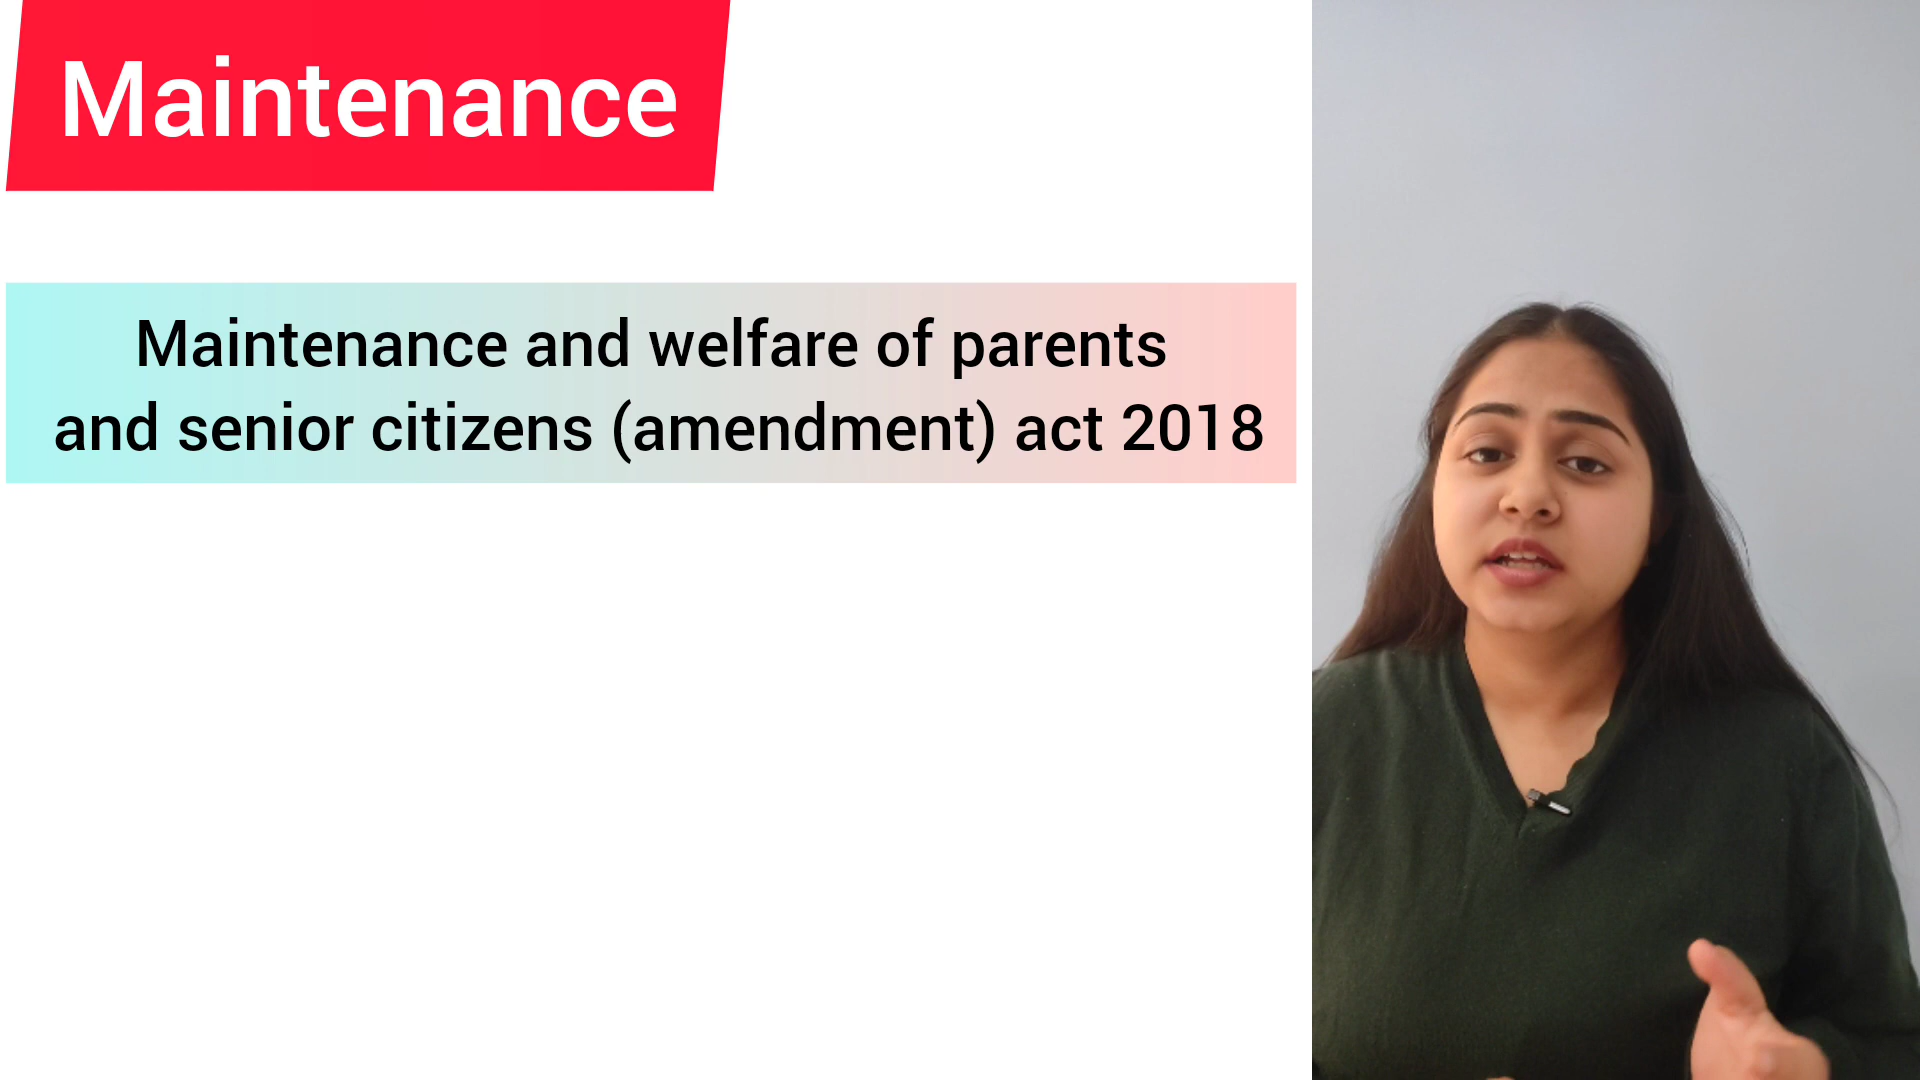 Maintenance
Maintenance and welfare of parents
and senior citizens (amendment) act 2018